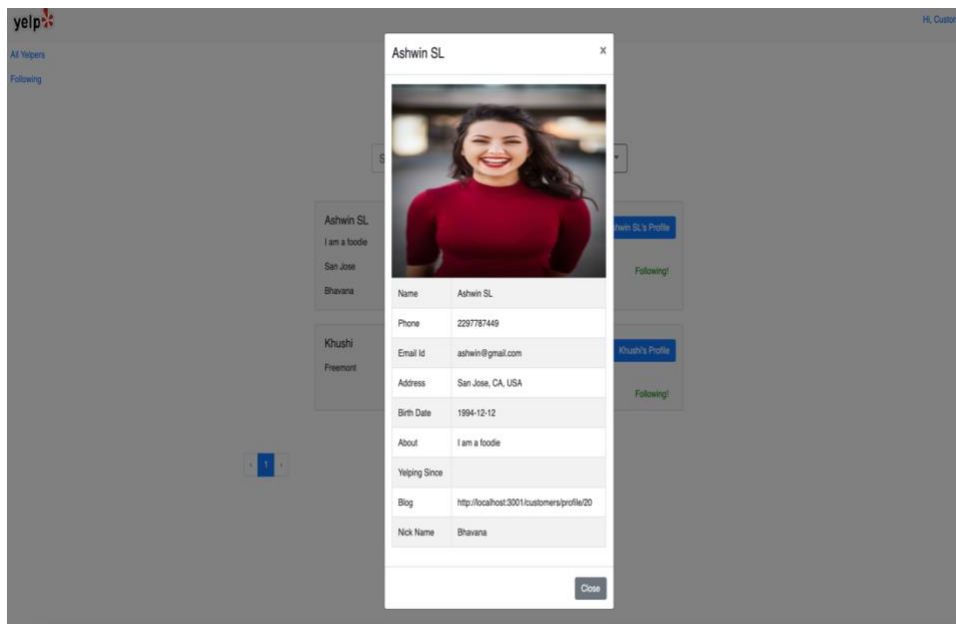 yelp
Hi, Custom
All Yelpers
Following
Ashwin SL
x
S
Ashwin SL
I am a foodie
San Jose
Bhavana
hwin SL's Profile
Following!
Khushi
Freemont
Khushi's Profile
Following!
‹ 1 ›
Name Ashwin SL
Phone 2297787449
Email Id ashwin@gmail.com
Address San Jose, CA, USA
Birth Date 1994-12-12
About I am a foodie
Yelping Since
Blog http://localhost:3001/customers/profile/20
Nick Name Bhavana
Close